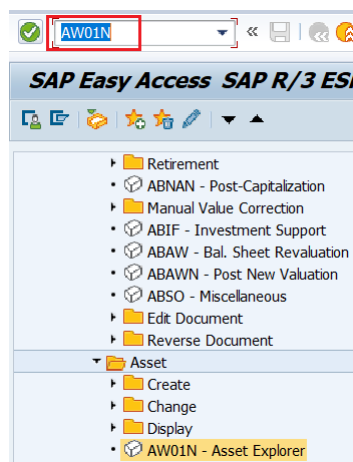 AW01N
SAP Easy Access SAP R/3 ES
Retirement
ABNAN - Post-Capitalization
Manual Value Correction
ABIF - Investment Support
ABAW - Bal. Sheet Revaluation
ABAWN - Post New Valuation
ABSO - Miscellaneous
Edit Document
Reverse Document
Asset
Create
Change
Display
AW01N - Asset Explorer